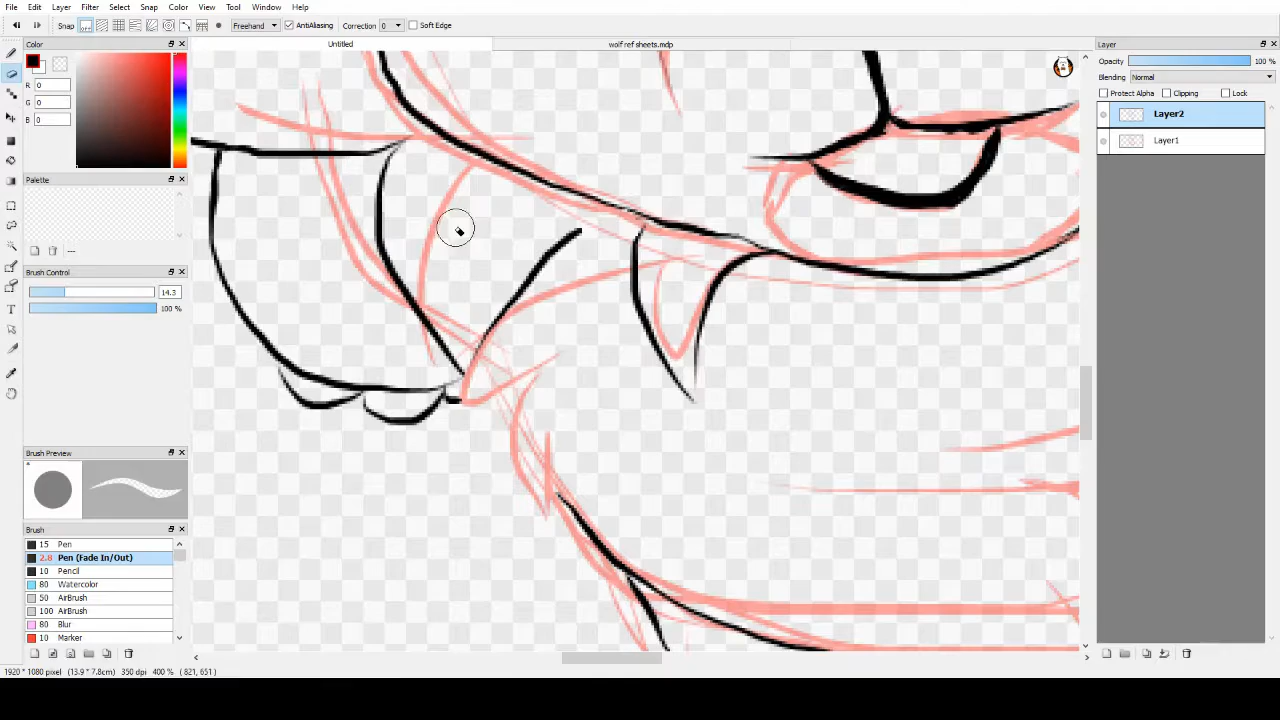 File Edit Layer Filter Select Snap Color View Tool Window Help
Snap Freehand AntiAliasing Correction 0 Soft Edge
Color Untitled wolf ref sheets.mdp Layer
R 0
G 0
B 0
Opacity 100 %
Blending Normal
Protect Alpha Clipping Lock
Layer2
Layer1
Palette
---
Brush Control
14.3
100 %
Brush Preview
Brush
15 Pen
2.8 Pen (Fade In/Out)
10 Pencil
80 Watercolor
50 AirBrush
100 AirBrush
80 Blur
10 Marker
1920 * 1080 pixel (13.9 * 7.8cm) 350 dpi 400 % ( 821, 651 )